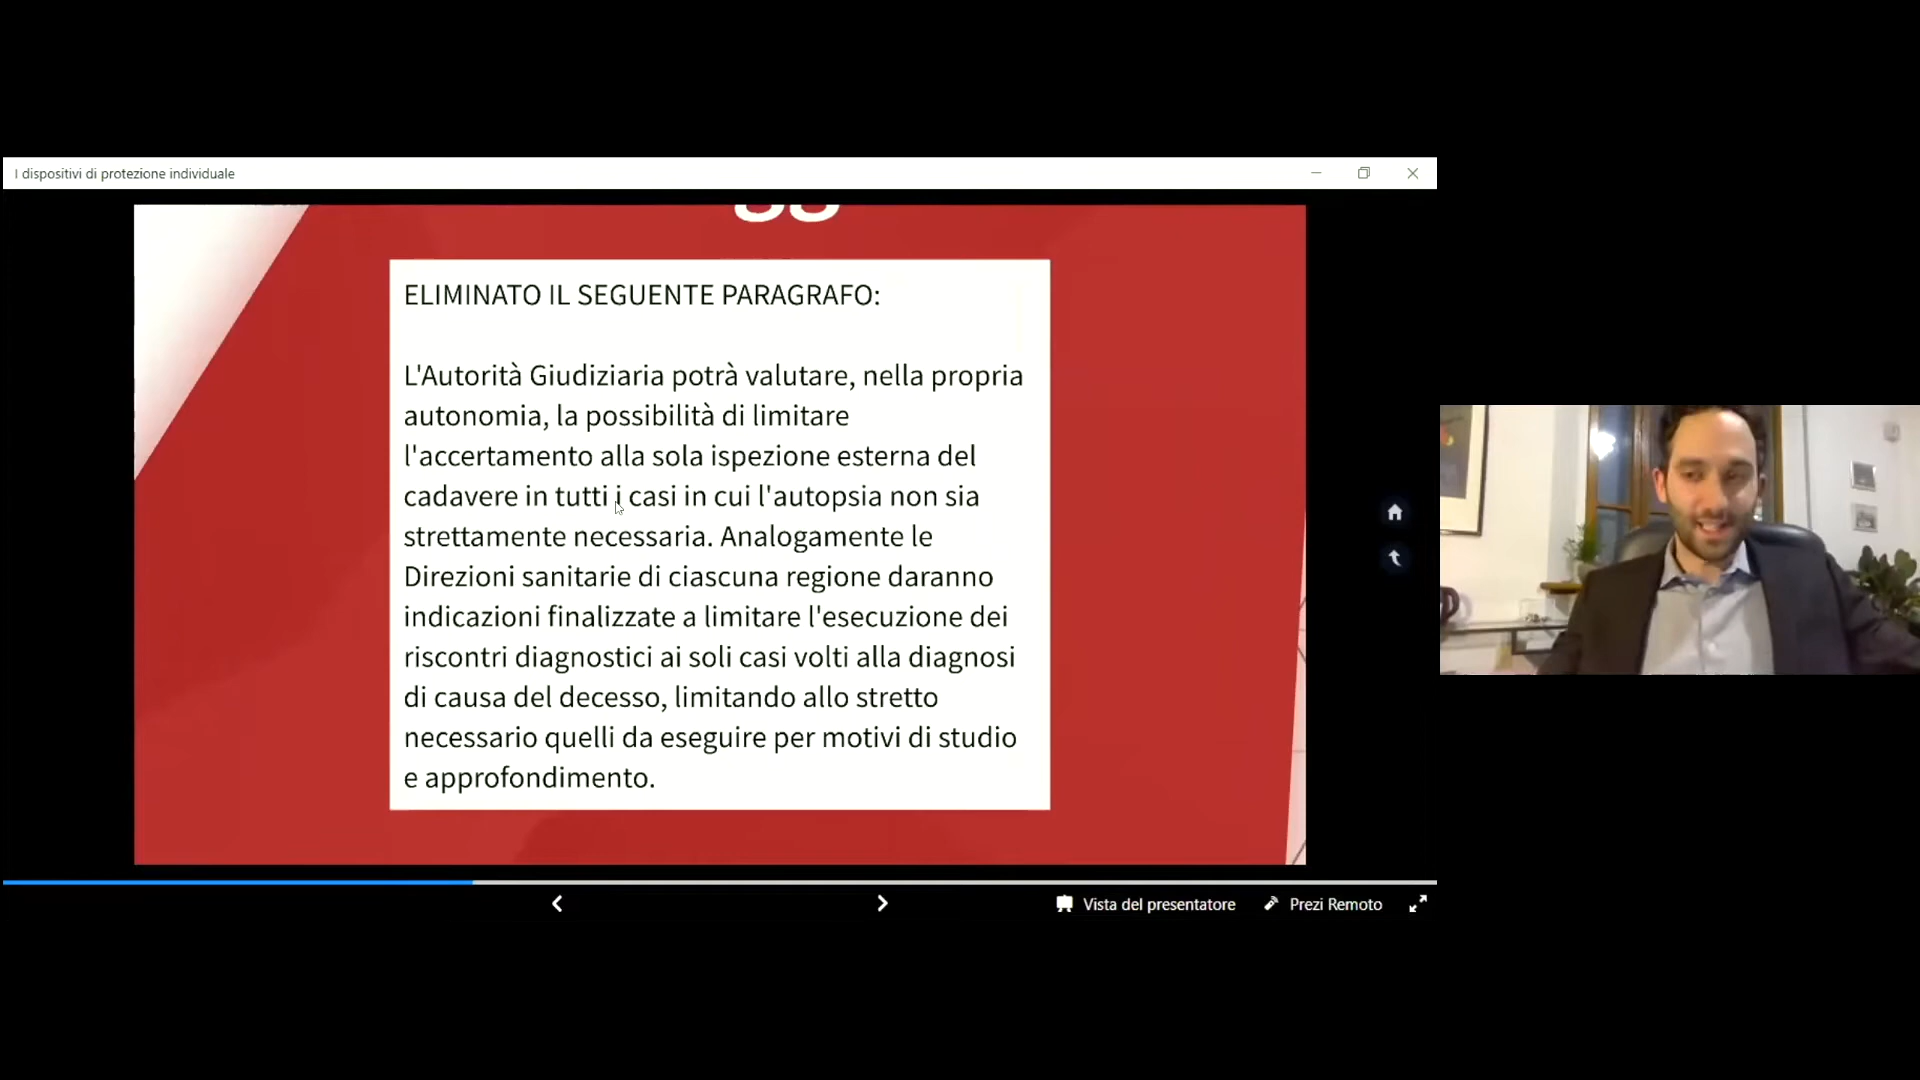 I dispositivi di protezione individuale
ELIMINATO IL SEGUENTE PARAGRAFO:
L'Autorità Giudiziaria potrà valutare, nella propria
autonomia, la possibilità di limitare
l'accertamento alla sola ispezione esterna del
cadavere in tutti i casi in cui l'autopsia non sia
strettamente necessaria. Analogamente le
Direzioni sanitarie di ciascuna regione daranno
indicazioni finalizzate a limitare l'esecuzione dei
riscontri diagnostici ai soli casi volti alla diagnosi
di causa del decesso, limitando allo stretto
necessario quelli da eseguire per motivi di studio
e approfondimento.
Vista del presentatore
Prezi Remoto